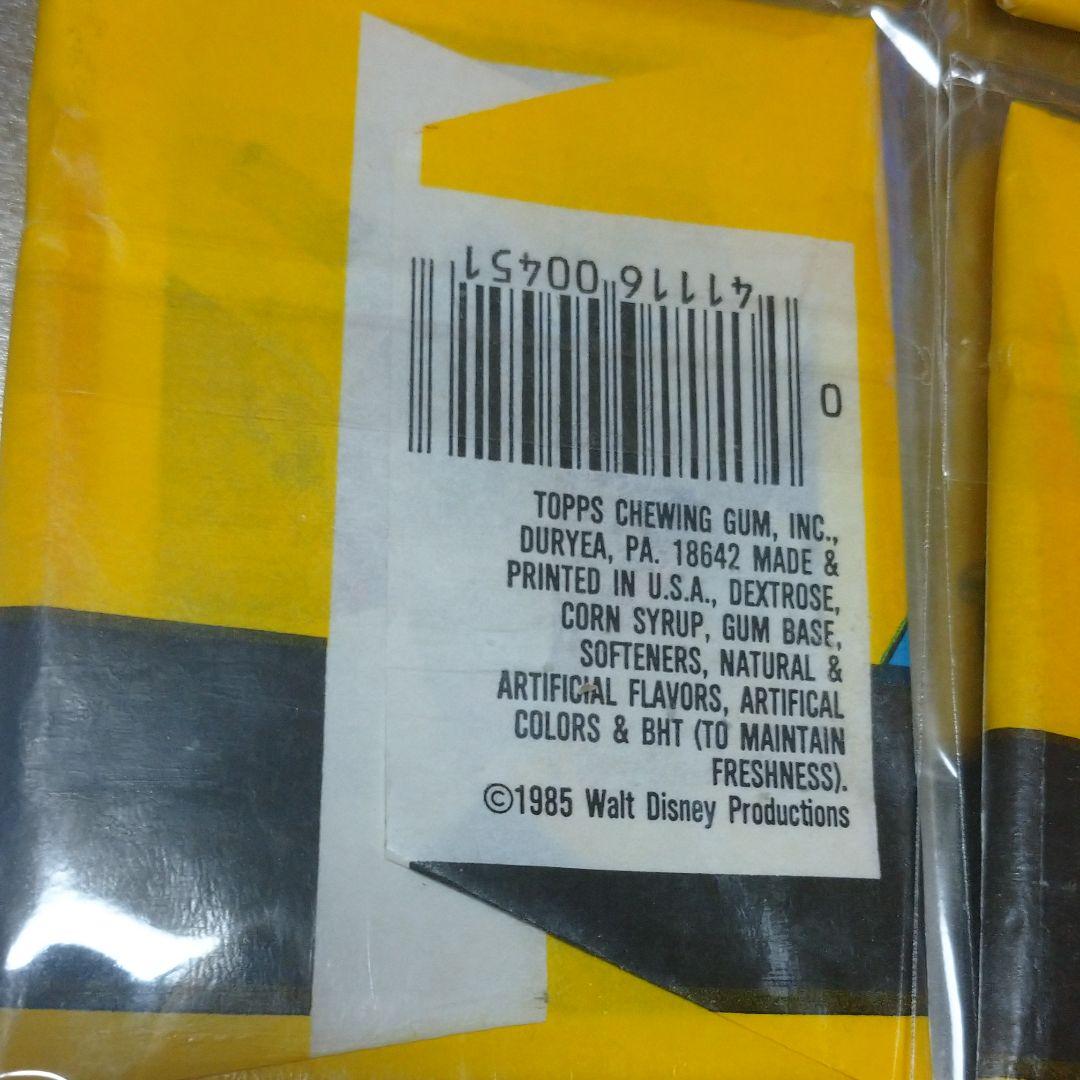 41116 00451
0
TOPPS CHEWING GUM, INC.,
DURYEA, PA. 18642 MADE &
PRINTED IN U.S.A., DEXTROSE,
CORN SYRUP, GUM BASE,
SOFTENERS, NATURAL &
ARTIFICIAL FLAVORS, ARTIFICAL
COLORS & BHT (TO MAINTAIN
FRESHNESS).
©1985 Walt Disney Productions